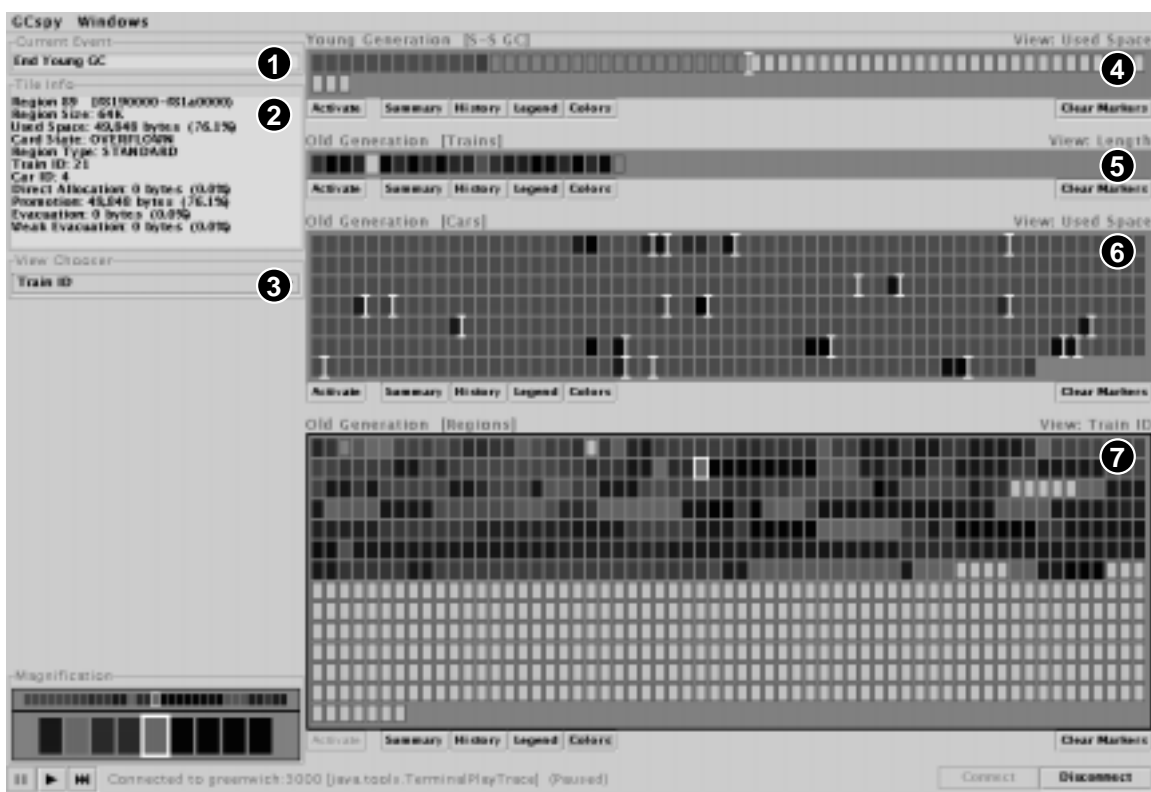 GCspy Windows
Current Event
End Young GC
1
Tile Info
2
Region 89 (f8190000-f81a0000)
Region Size: 64K
Used Space: 49,848 bytes (76.1%)
Card State: OVERFLOWN
Region Type: STANDARD
Train ID: 21
Car ID: 4
Direct Allocation: 0 bytes (0.0%)
Promotion: 49,848 bytes (76.1%)
Evacuation: 0 bytes (0.0%)
Weak Evacuation: 0 bytes (0.0%)
View Chooser
Train ID
3
Magnification
Young Generation [S-S GC] View: Used Space
4
Activate Summary History Legend Colors Clear Markers
Old Generation [Trains] View: Length
5
Activate Summary History Legend Colors Clear Markers
Old Generation [Cars] View: Used Space
6
Activate Summary History Legend Colors Clear Markers
Old Generation [Regions] View: Train ID
7
Activate Summary History Legend Colors Clear Markers
Connected to greenwich:3000 [java.tools.TerminalPlayTrace] (Paused) Connect Disconnect